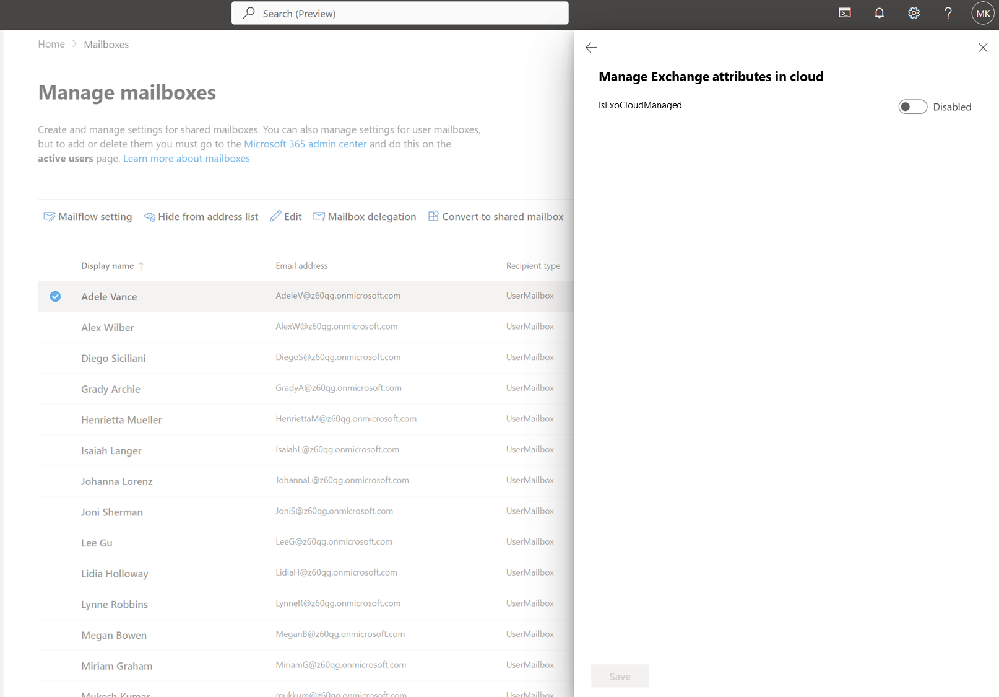 Search (Preview)
MK
Home > Mailboxes
Manage mailboxes
Create and manage settings for shared mailboxes. You can also manage settings for user mailboxes,
but to add or delete them you must go to the Microsoft 365 admin center and do this on the
active users page. Learn more about mailboxes
Mailflow setting Hide from address list Edit Mailbox delegation Convert to shared mailbox
Display name ↑ Email address Recipient type
Adele Vance AdeleV@z60qg.onmicrosoft.com UserMailbox
Alex Wilber AlexW@z60qg.onmicrosoft.com UserMailbox
Diego Siciliani DiegoS@z60qg.onmicrosoft.com UserMailbox
Grady Archie GradyA@z60qg.onmicrosoft.com UserMailbox
Henrietta Mueller HenriettaM@z60qg.onmicrosoft.com UserMailbox
Isaiah Langer IsaiahL@z60qg.onmicrosoft.com UserMailbox
Johanna Lorenz JohannaL@z60qg.onmicrosoft.com UserMailbox
Joni Sherman JoniS@z60qg.onmicrosoft.com UserMailbox
Lee Gu LeeG@z60qg.onmicrosoft.com UserMailbox
Lidia Holloway LidiaH@z60qg.onmicrosoft.com UserMailbox
Lynne Robbins LynneR@z60qg.onmicrosoft.com UserMailbox
Megan Bowen MeganB@z60qg.onmicrosoft.com UserMailbox
Miriam Graham MiriamG@z60qg.onmicrosoft.com UserMailbox
Mukesh Kumar mukkum@z60qg.onmicrosoft.com UserMailbox
Manage Exchange attributes in cloud
IsExoCloudManaged Disabled
Save